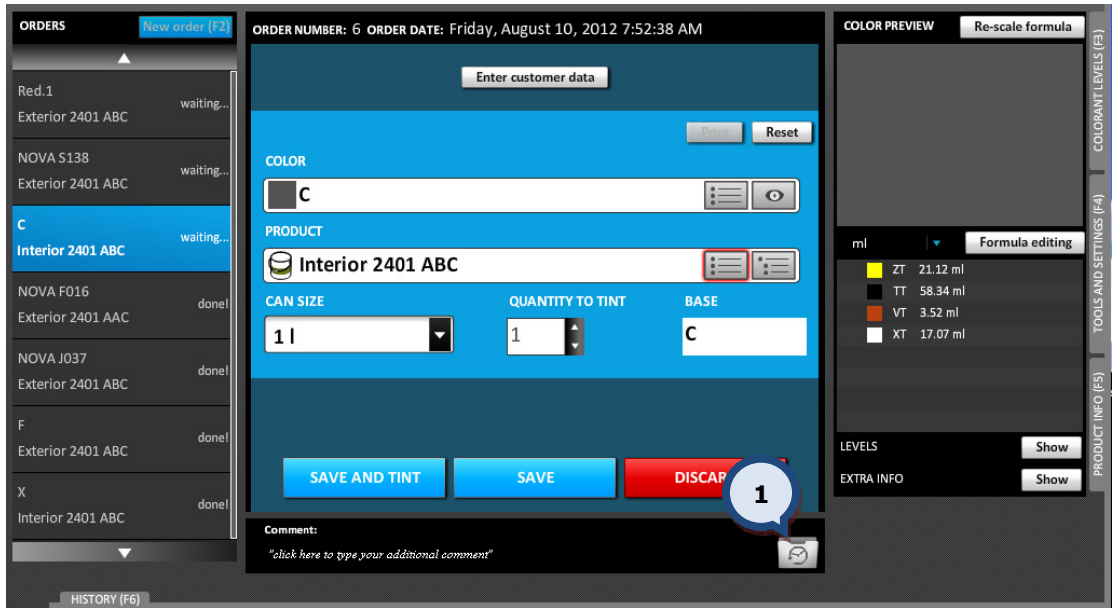 ORDERS
New order (F2)
Red.1
Exterior 2401 ABC
waiting...
NOVA S138
Exterior 2401 ABC
waiting...
C
Interior 2401 ABC
waiting...
NOVA F016
Exterior 2401 AAC
done!
NOVA J037
Exterior 2401 ABC
done!
F
Exterior 2401 ABC
done!
X
Interior 2401 ABC
done!
HISTORY (F6)
ORDER NUMBER: 6 ORDER DATE: Friday, August 10, 2012 7:52:38 AM
Enter customer data
Print
Reset
COLOR
C
PRODUCT
Interior 2401 ABC
CAN SIZE
QUANTITY TO TINT
BASE
1 l
1
C
SAVE AND TINT
SAVE
DISCAR
1
Comment:
"click here to type your additional comment"
COLOR PREVIEW
Re-scale formula
ml
Formula editing
ZT 21.12 ml
TT 58.34 ml
VT 3.52 ml
XT 17.07 ml
LEVELS
Show
EXTRA INFO
Show
COLORANT LEVELS (F3)
TOOLS AND SETTINGS (F4)
PRODUCT INFO (F5)